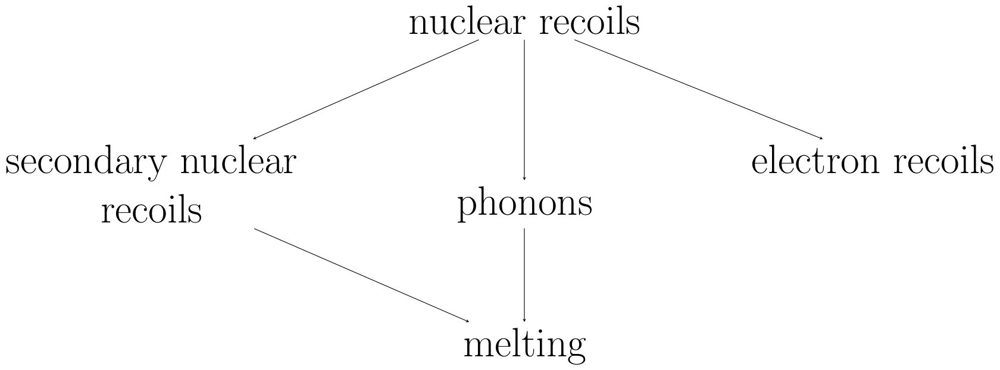 nuclear recoils
secondary nuclear
recoils
phonons
electron recoils
melting